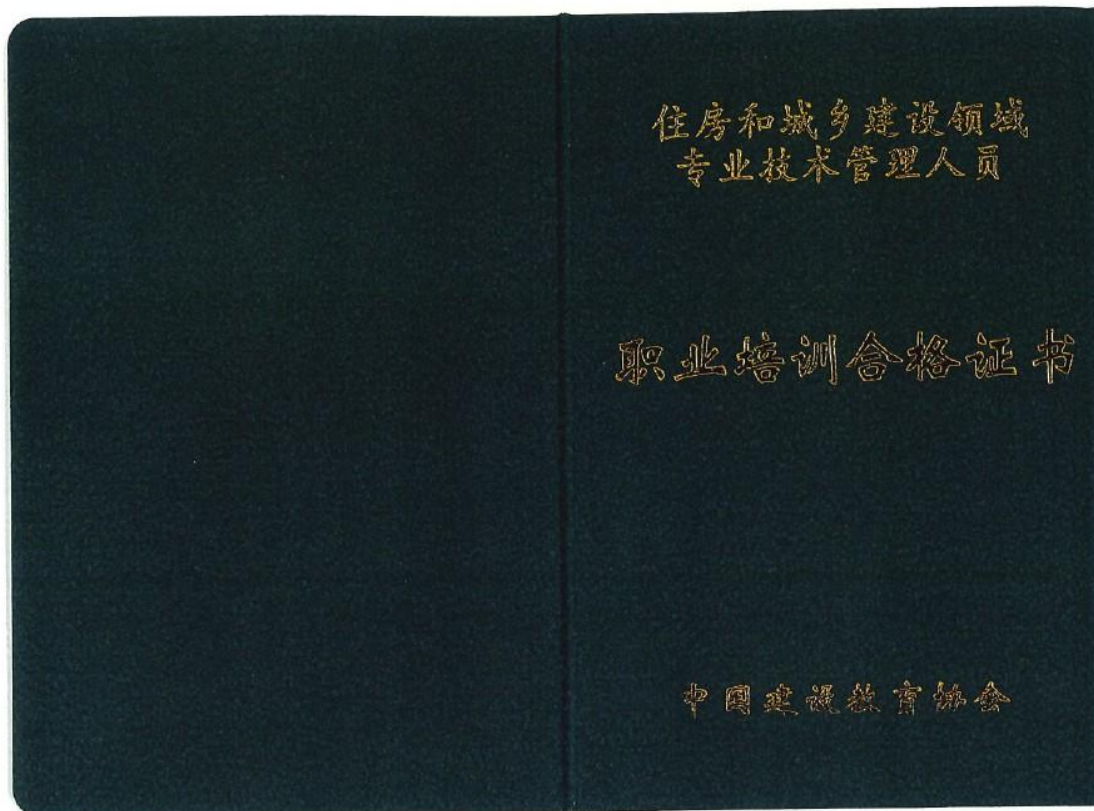 住房和城乡建设领域
专业技术管理人员
职业培训合格证书
中国建设教育协会